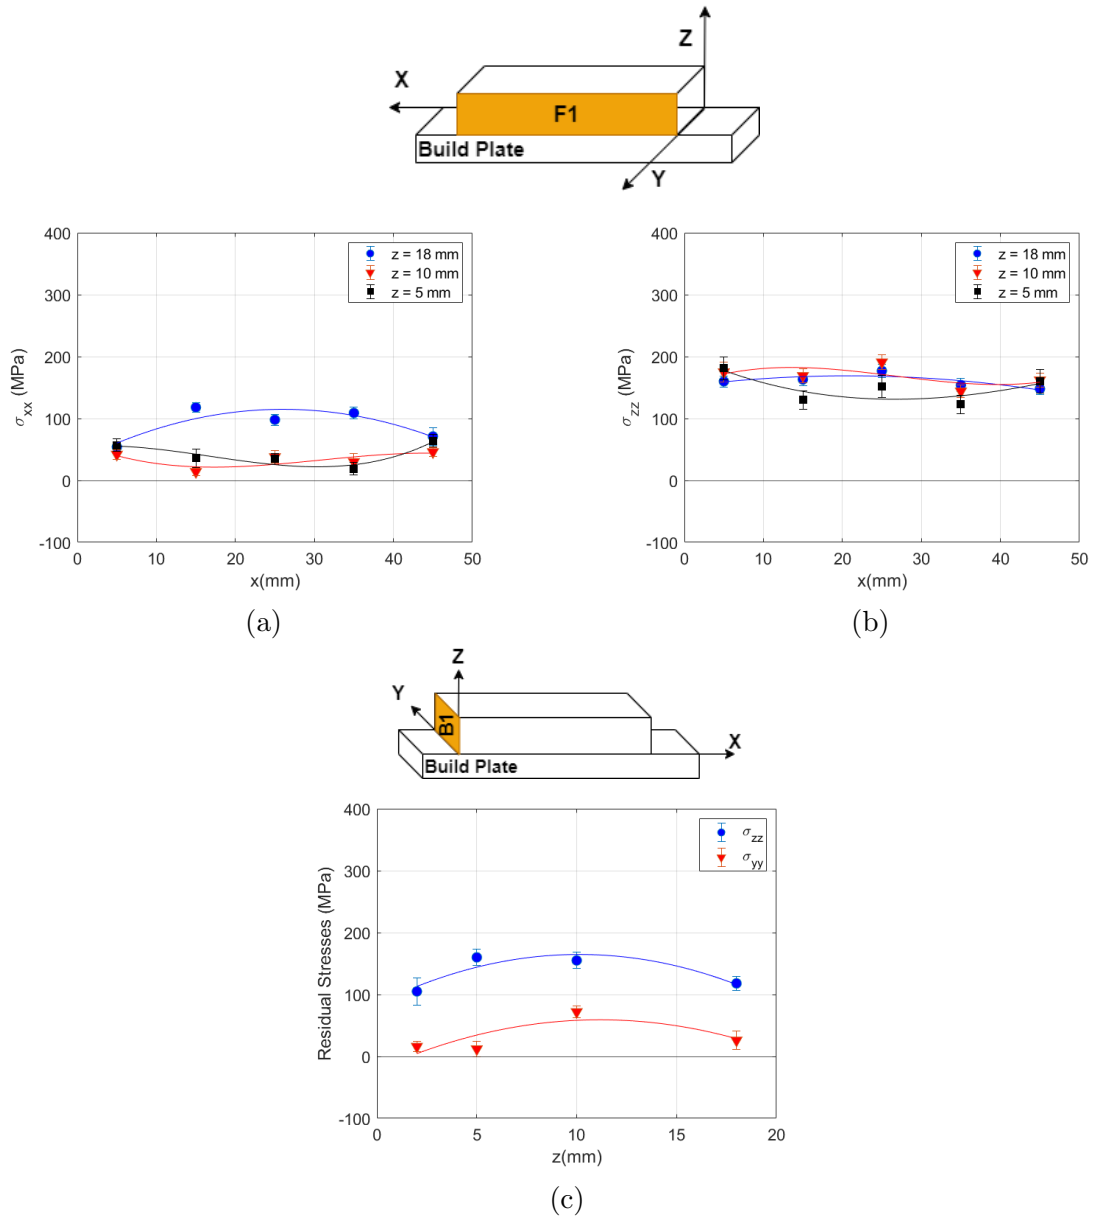 Z
X
F1
Build Plate
Y
400
300
200
100
0
-100
0
10
20
30
40
50
σxx (MPa)
x(mm)
z = 18 mm
z = 10 mm
z = 5 mm
(a)
400
300
200
100
0
-100
0
10
20
30
40
50
σzz (MPa)
x(mm)
z = 18 mm
z = 10 mm
z = 5 mm
(b)
Z
Y
B1
X
Build Plate
400
300
200
100
0
-100
0
5
10
15
20
Residual Stresses (MPa)
z(mm)
σzz
σyy
(c)